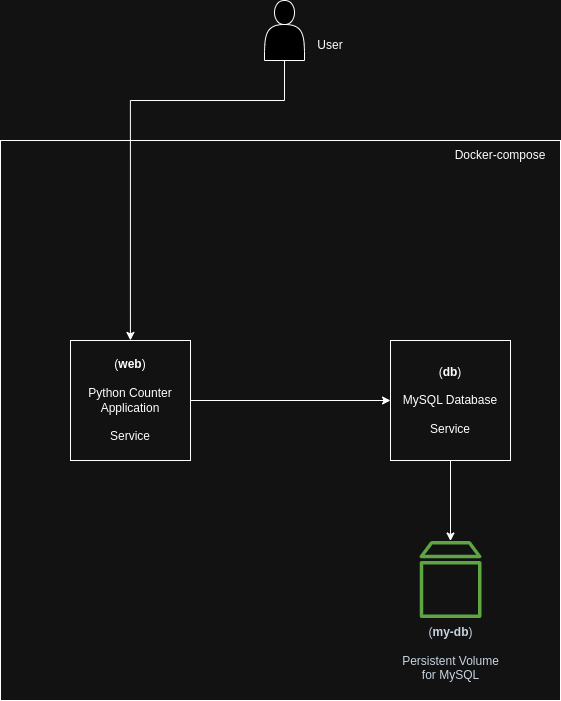 User
Docker-compose
(web)
Python Counter
Application
Service
(db)
MySQL Database
Service
(my-db)
Persistent Volume
for MySQL